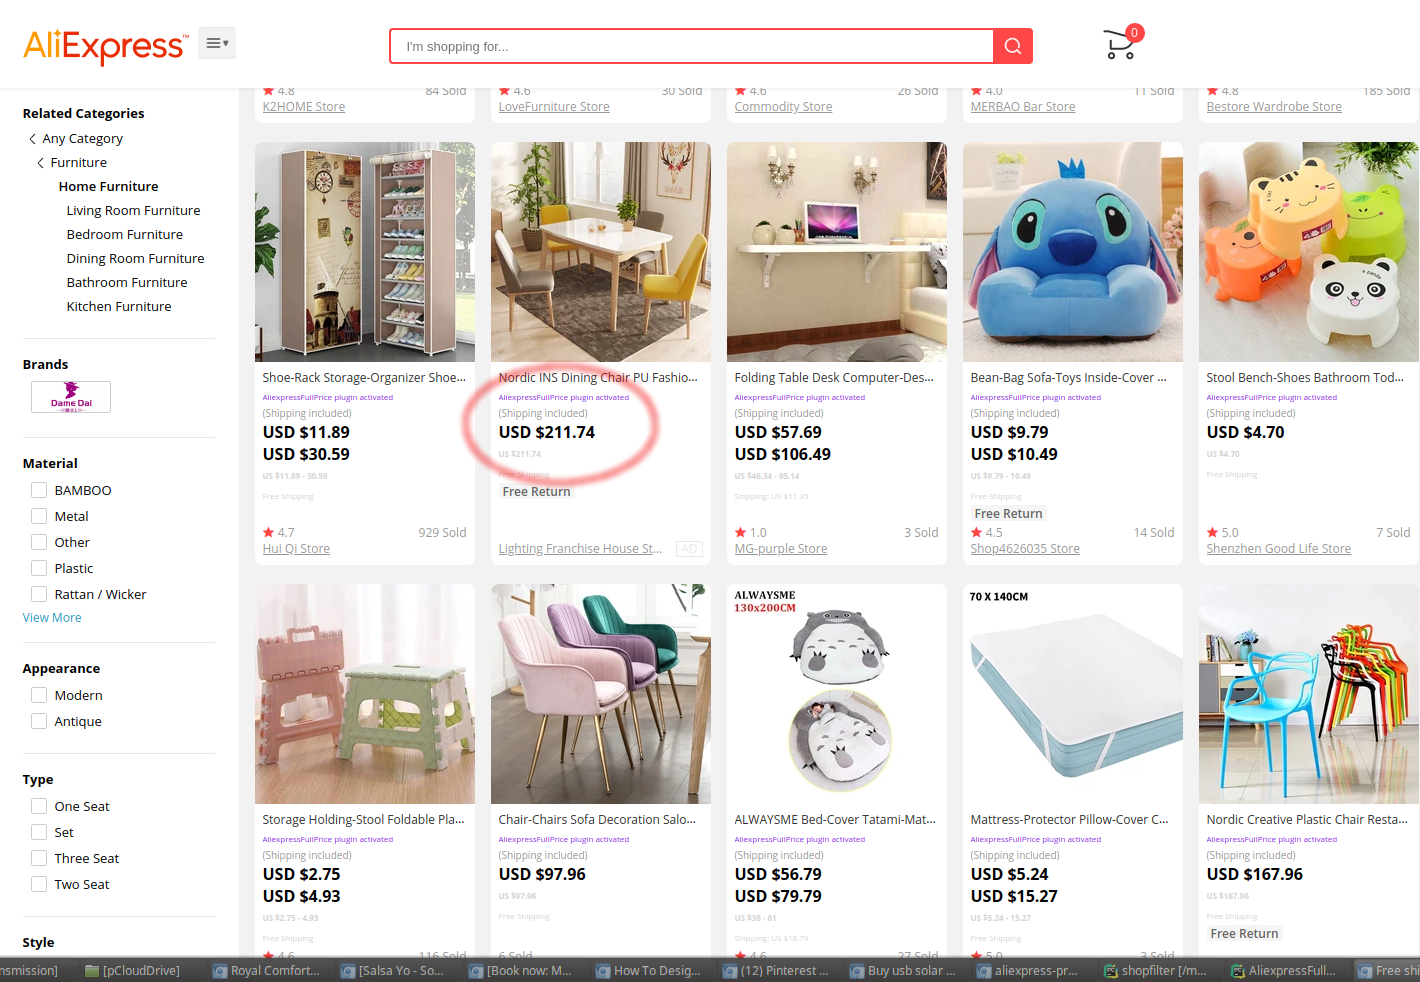 AliExpress™
I'm shopping for...
0
Related Categories
Any Category
Furniture
Home Furniture
Living Room Furniture
Bedroom Furniture
Dining Room Furniture
Bathroom Furniture
Kitchen Furniture
Brands
Dame Dai
Material
BAMBOO
Metal
Other
Plastic
Rattan / Wicker
View More
Appearance
Modern
Antique
Type
One Seat
Set
Three Seat
Two Seat
Style
4.8 84 Sold
K2HOME Store
4.6 30 Sold
LoveFurniture Store
4.6 26 Sold
Commodity Store
4.0 11 Sold
MERBAO Bar Store
4.8 185 Sold
Bestore Wardrobe Store
Shoe-Rack Storage-Organizer Shoe...
AliexpressFullPrice plugin activated
(Shipping included)
USD $11.89
USD $30.59
US $11.89 - 30.59
Free Shipping
4.7 929 Sold
Hui Qi Store
Nordic INS Dining Chair PU Fashio...
AliexpressFullPrice plugin activated
(Shipping included)
USD $211.74
US $211.74
Free Shipping
Free Return
Lighting Franchise House St... AD
Folding Table Desk Computer-Des...
AliexpressFullPrice plugin activated
(Shipping included)
USD $57.69
USD $106.49
US $46.34 - 95.14
Shipping: US $11.35
1.0 3 Sold
MG-purple Store
Bean-Bag Sofa-Toys Inside-Cover ...
AliexpressFullPrice plugin activated
(Shipping included)
USD $9.79
USD $10.49
US $9.79 - 10.49
Free Shipping
Free Return
4.5 14 Sold
Shop4626035 Store
a panda
Stool Bench-Shoes Bathroom Tod...
AliexpressFullPrice plugin activated
(Shipping included)
USD $4.70
US $4.70
Free Shipping
5.0 7 Sold
Shenzhen Good Life Store
Storage Holding-Stool Foldable Pla...
AliexpressFullPrice plugin activated
(Shipping included)
USD $2.75
USD $4.93
US $2.75 - 4.93
Free Shipping
4.6 116 Sold
Chair-Chairs Sofa Decoration Salo...
AliexpressFullPrice plugin activated
(Shipping included)
USD $97.96
US $97.96
Free Shipping
6 Sold
ALWAYSME
130x200CM
ALWAYSME Bed-Cover Tatami-Mat...
AliexpressFullPrice plugin activated
(Shipping included)
USD $56.79
USD $79.79
US $38 - 61
Shipping: US $18.79
4.6 27 Sold
70 X 140CM
Mattress-Protector Pillow-Cover C...
AliexpressFullPrice plugin activated
(Shipping included)
USD $5.24
USD $15.27
US $5.24 - 15.27
Free Shipping
5.0 3 Sold
Nordic Creative Plastic Chair Resta...
AliexpressFullPrice plugin activated
(Shipping included)
USD $167.96
US $167.96
Free Shipping
Free Return
nsmission] [pCloudDrive] Royal Comfort... [Salsa Yo - So... [Book now: M... How To Desig... (12) Pinterest ... Buy usb solar ... aliexpress-pr... shopfilter [/m... AliexpressFull... Free shi